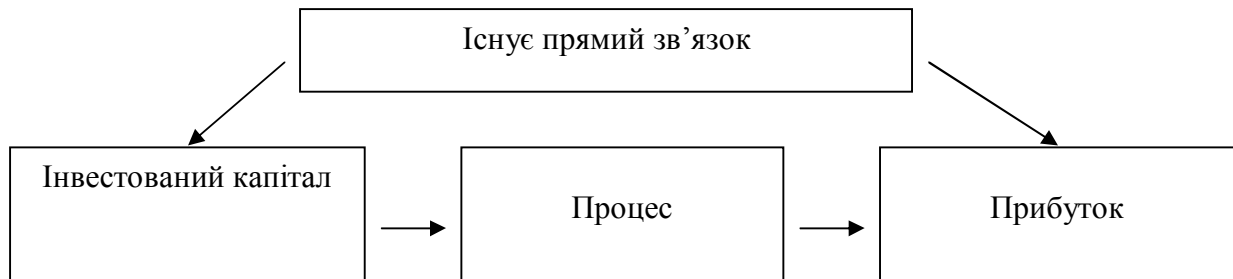 Існує прямий зв’язок
Інвестований капітал
Процес
Прибуток